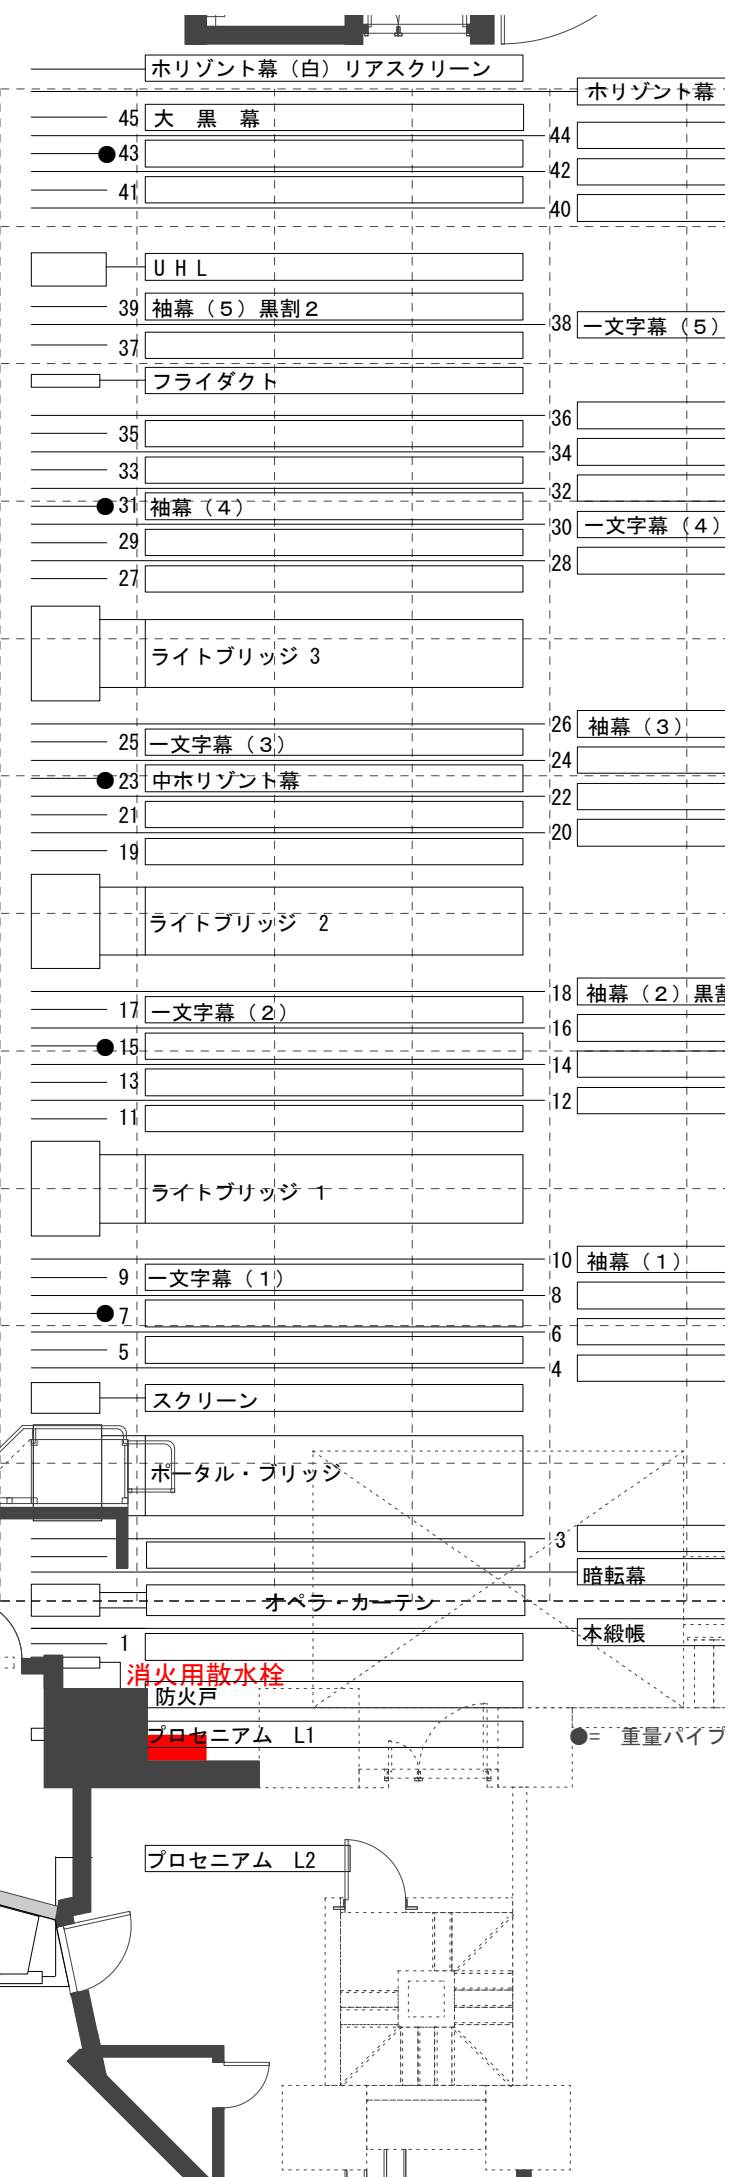 ホリゾント幕（白）リアスクリーン
ホリゾント幕
45 大　黒　幕
44
●43
42
41
40
ＵＨＬ
39 袖幕（５）黒割２
38 一文字幕（５）
37
フライダクト
36
35
34
33
32
●31 袖幕（４）
30 一文字幕（４）
29
28
27
ライトブリッジ 3
26 袖幕（３）
25 一文字幕（３）
24
●23 中ホリゾント幕
22
21
20
19
ライトブリッジ　2
18 袖幕（２）黒割
17 一文字幕（２）
16
●15
14
13
12
11
ライトブリッジ 1
10 袖幕（１）
9 一文字幕（１）
8
●7
6
5
4
スクリーン
ポータル・ブリッジ
3
暗転幕
オペラ・カーテン
本緞帳
1
消火用散水栓
防火戸
プロセニアム　L1
●=　重量パイプ
プロセニアム　L2